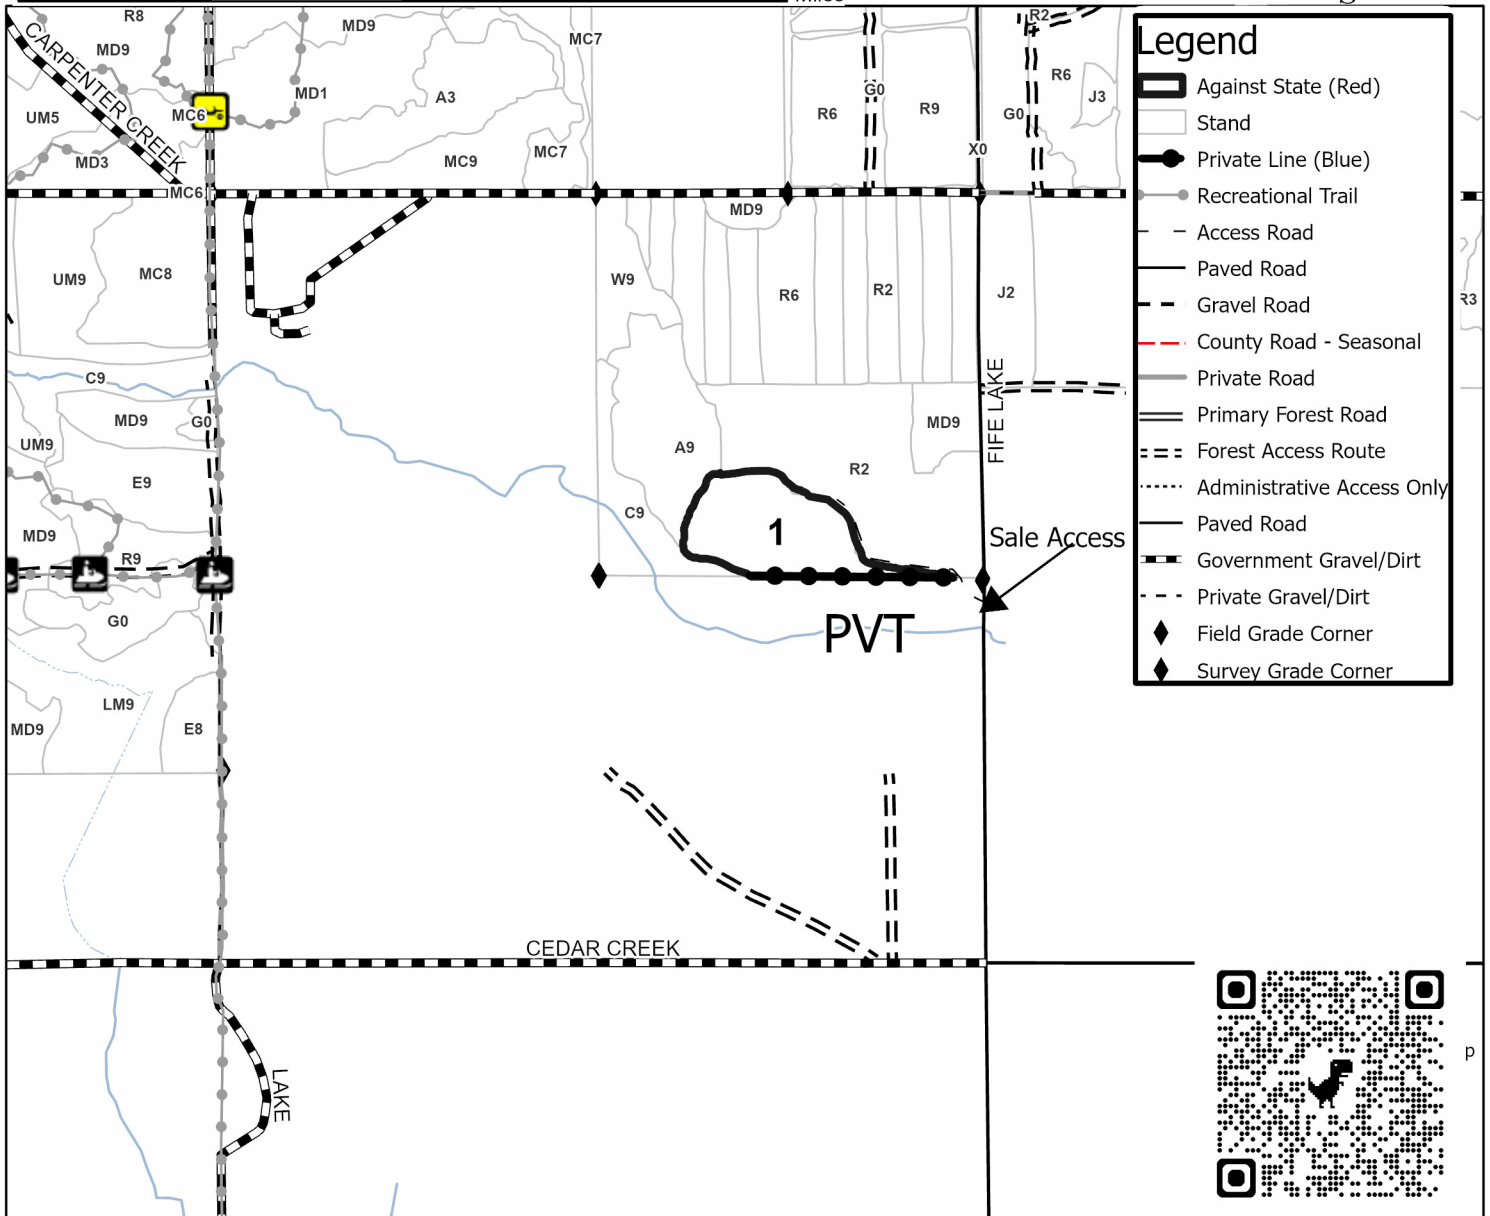 Miles
R8
MD9
MC7
R2
Legend
CARPENTER CREEK
MD9
R6
Against State (Red)
MC6
MD1
A3
G0
J3
UM5
R6
R9
G0
Stand
MD3
MC9
MC7
X0
Private Line (Blue)
MC6
Recreational Trail
MD9
Access Road
UM9
MC8
W9
R6
R2
J2
Paved Road
R3
Gravel Road
County Road - Seasonal
C9
FIFE LAKE
Private Road
MD9
G0
MD9
Primary Forest Road
UM9
A9
R2
Forest Access Route
E9
Administrative Access Only
C9
1
Sale Access
Paved Road
MD9
R9
Government Gravel/Dirt
Private Gravel/Dirt
G0
PVT
Field Grade Corner
Survey Grade Corner
LM9
MD9
E8
CEDAR CREEK
p
LAKE